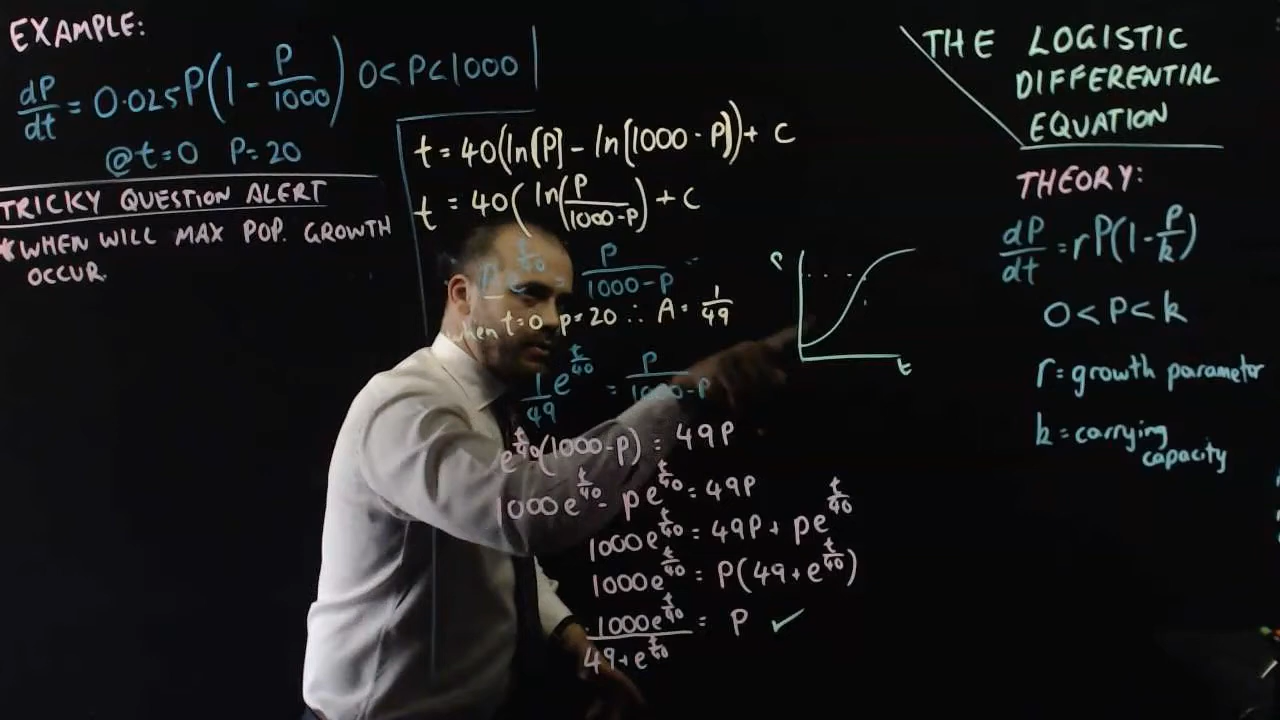 EXAMPLE:
dP/dt = 0.025P(1 - P/1000) 0<P<1000
@t=0 P=20
TRICKY QUESTION ALERT
*WHEN WILL MAX POP. GROWTH
OCCUR.
t = 40(ln[P] - ln[1000-P]) + C
t = 40(ln(P/1000-P) + C
e^t/40 P/1000-P
when t=0 p=20 ∴ A = 1/49
1/49 e^t/40 = P/1000-P
e^t/40(1000-P) = 49P
1000e^t/40 - pe^t/40 = 49P
1000e^t/40 = 49P + pe^t/40
1000e^t/40 = P(49+e^t/40)
1000e^t/40/49+e^t/40 = P ✓
P
t
THE LOGISTIC
DIFFERENTIAL
EQUATION
THEORY:
dP/dt = rP(1-P/k)
0<P<k
r=growth parameter
k=carrying
capacity